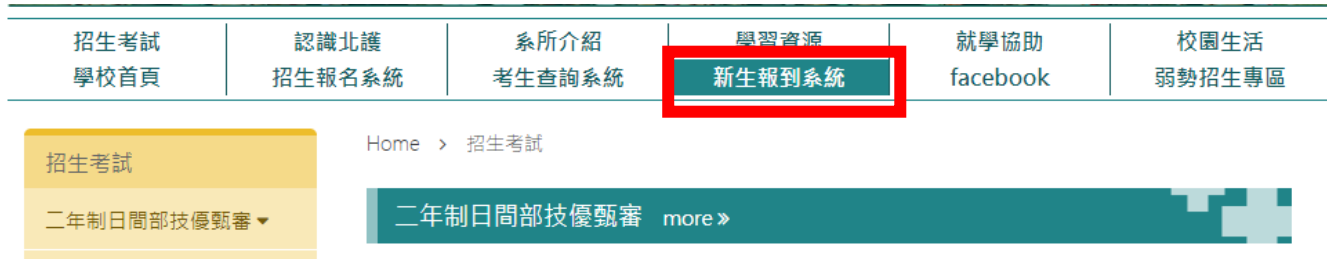 招生考試 認識北護 系所介紹 學習資源 就學協助 校園生活
學校首頁 招生報名系統 考生查詢系統 新生報到系統 facebook 弱勢招生專區
Home > 招生考試
招生考試
二年制日間部技優甄審 more »
二年制日間部技優甄審▼